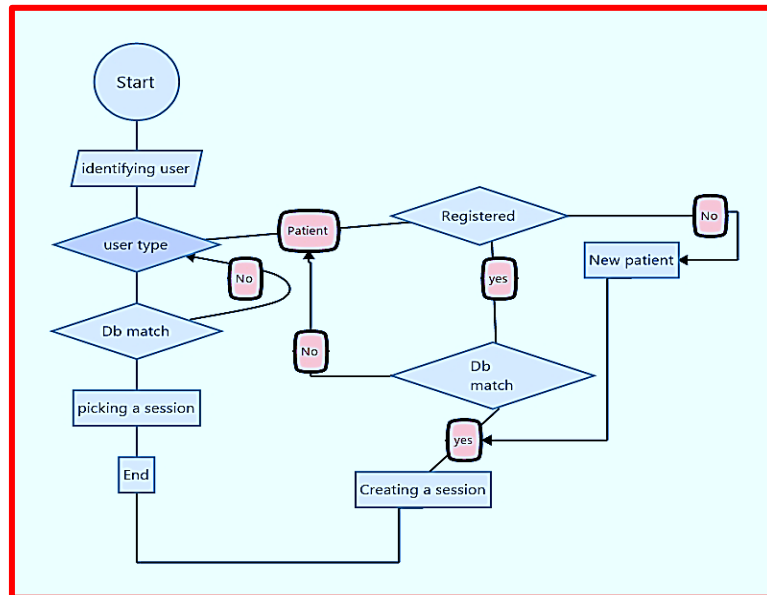 Start
identifying user
user type
Patient
Registered
No
New patient
No
yes
Db match
No
Db
match
picking a session
yes
End
Creating a session